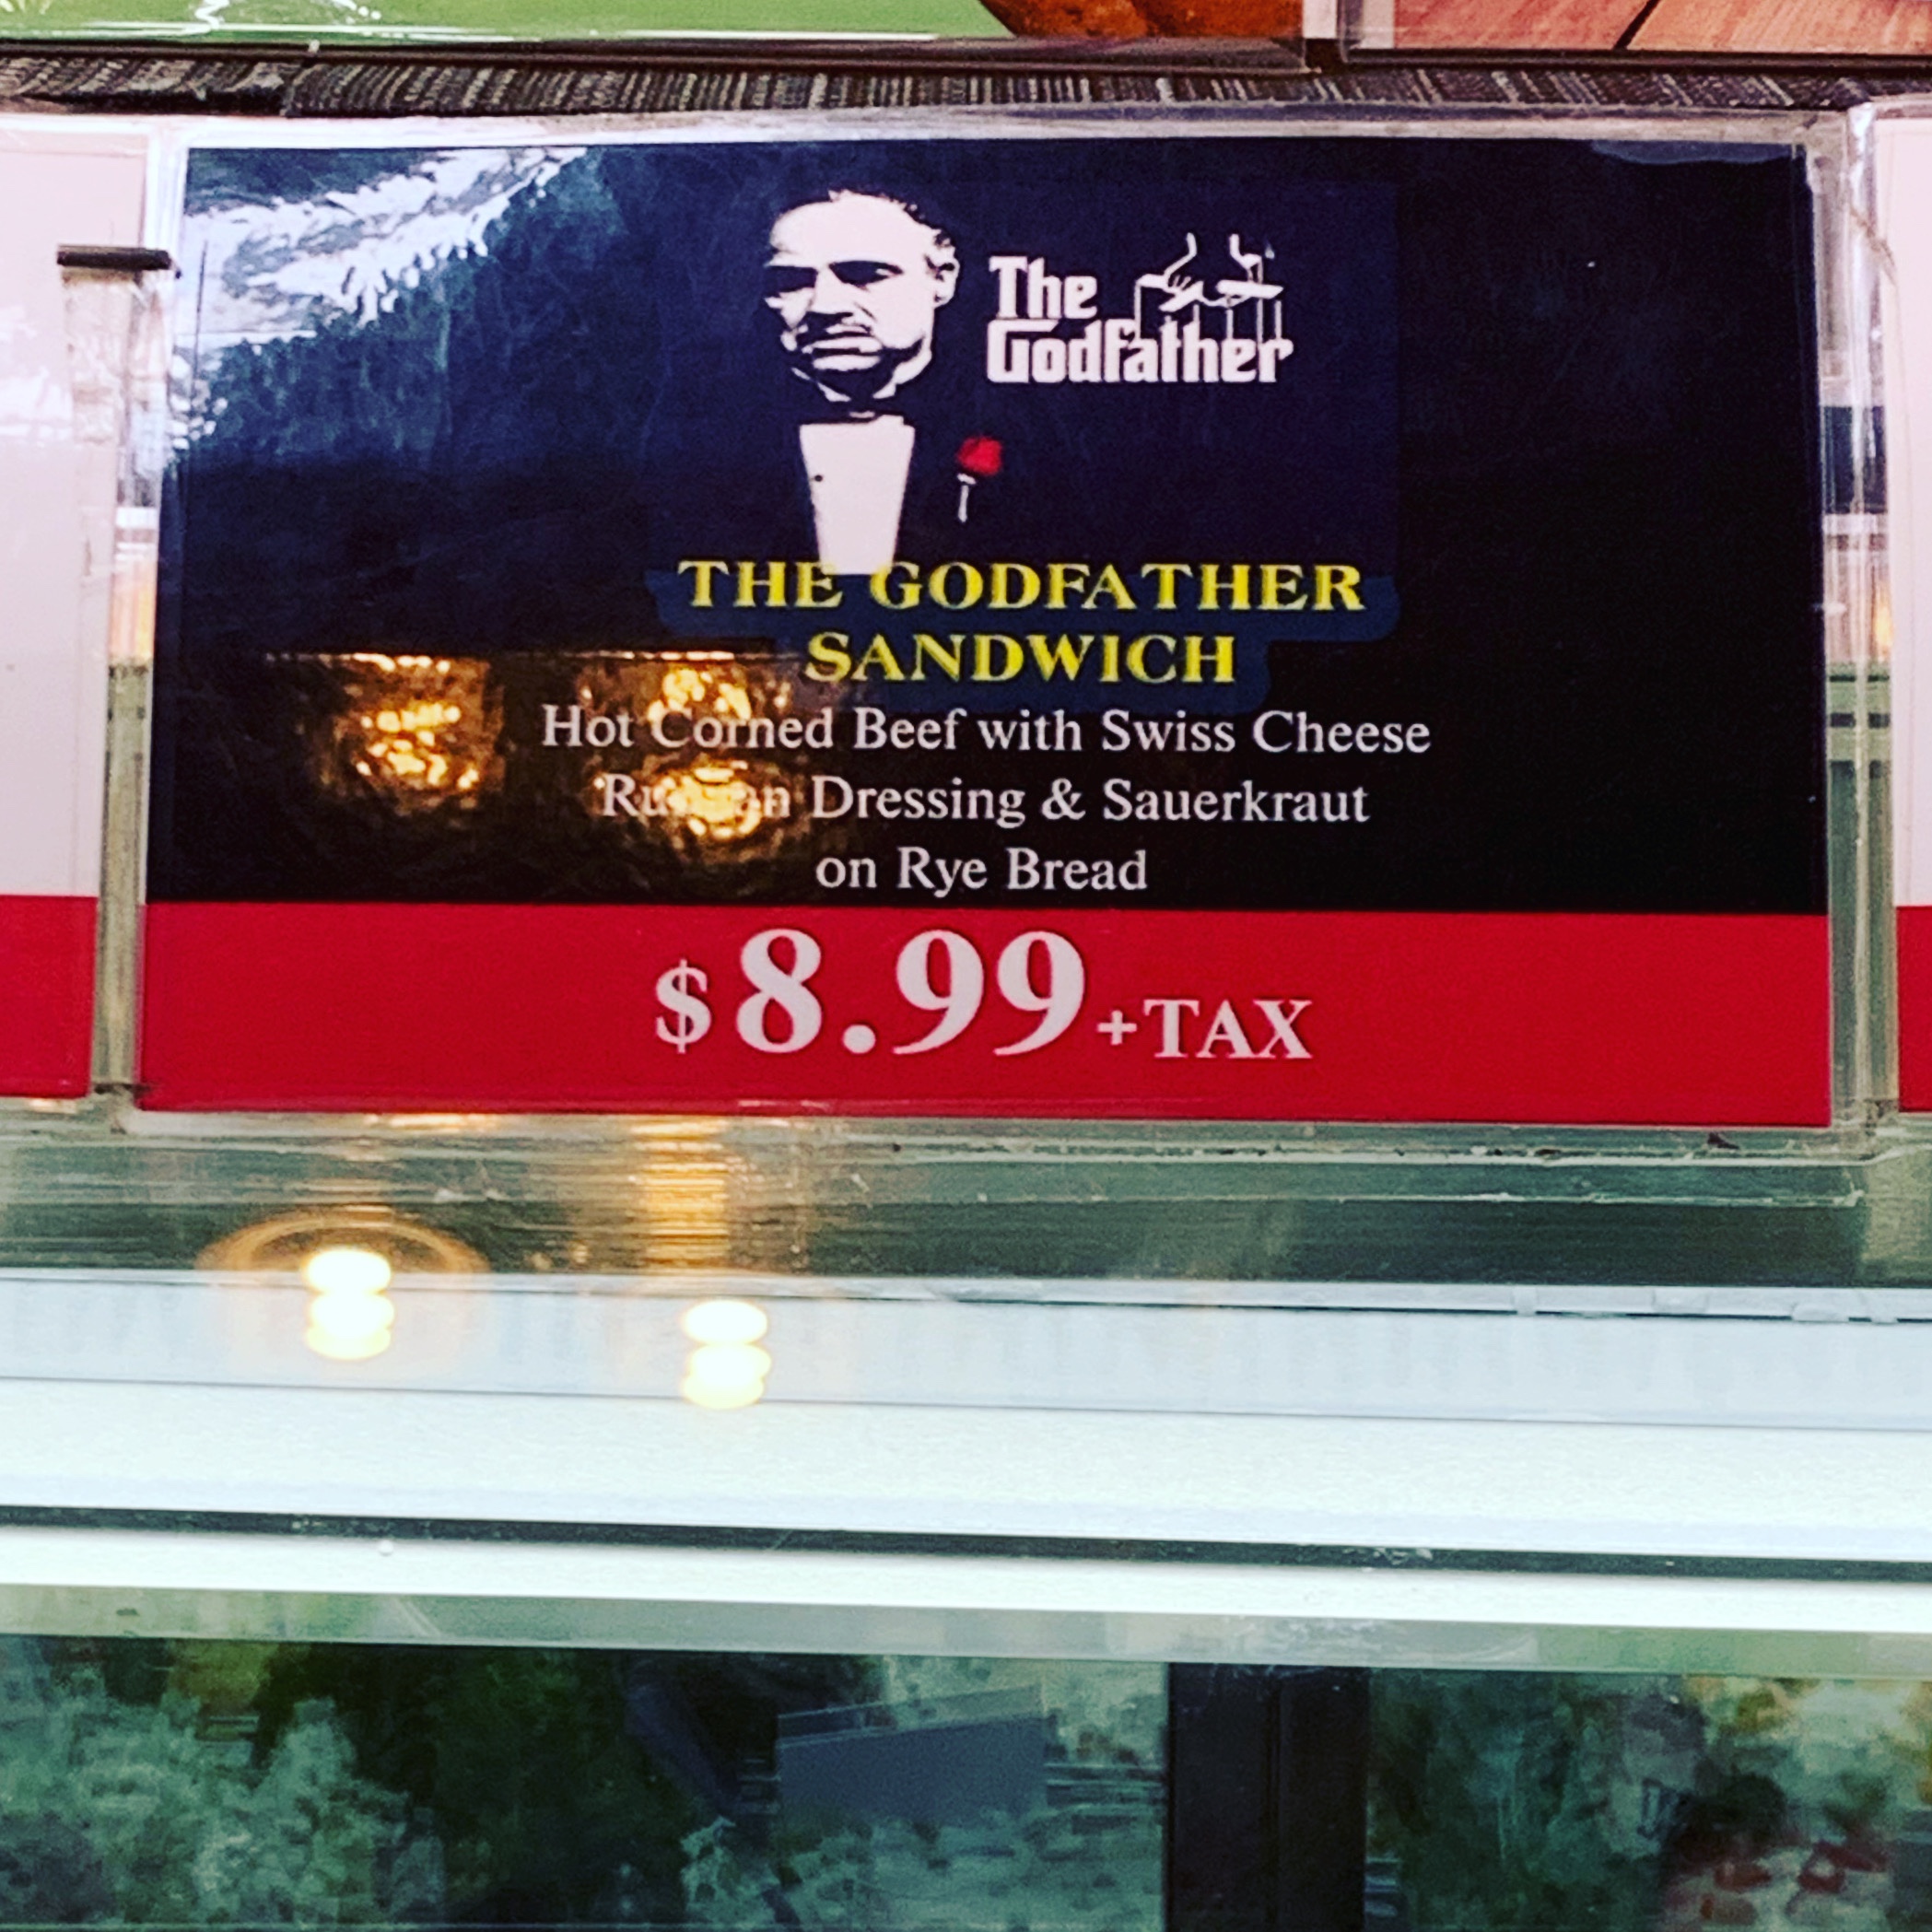 The
Godfather
THE GODFATHER
SANDWICH
Hot Corned Beef with Swiss Cheese
Russian Dressing & Sauerkraut
on Rye Bread
$8.99+TAX